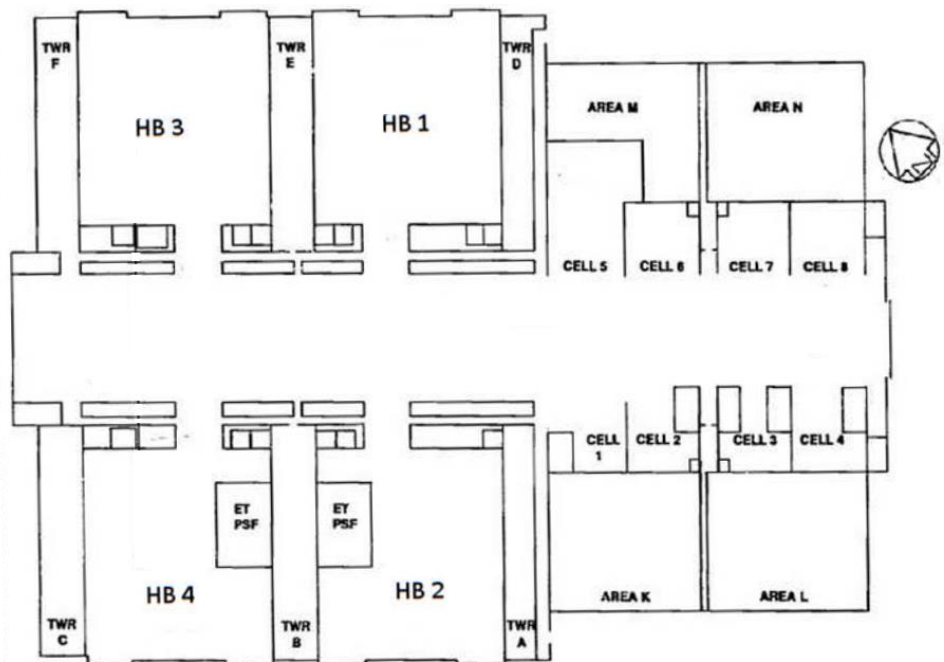 TWR
F
TWR
E
TWR
D
HB 3
HB 1
AREA M
AREA N
CELL 5
CELL 6
CELL 7
CELL 8
CELL
1
CELL 2
CELL 3
CELL 4
ET
PSF
ET
PSF
HB 4
HB 2
AREA K
AREA L
TWR
C
TWR
B
TWR
A